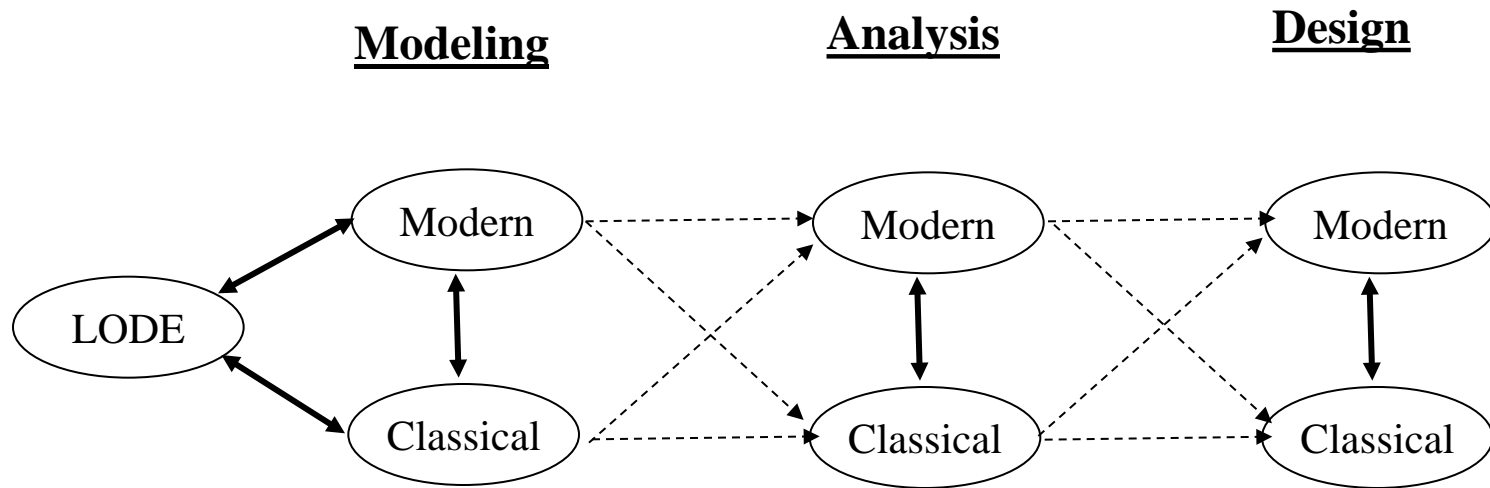 Modeling
Analysis
Design
Modern
Modern
Modern
LODE
Classical
Classical
Classical